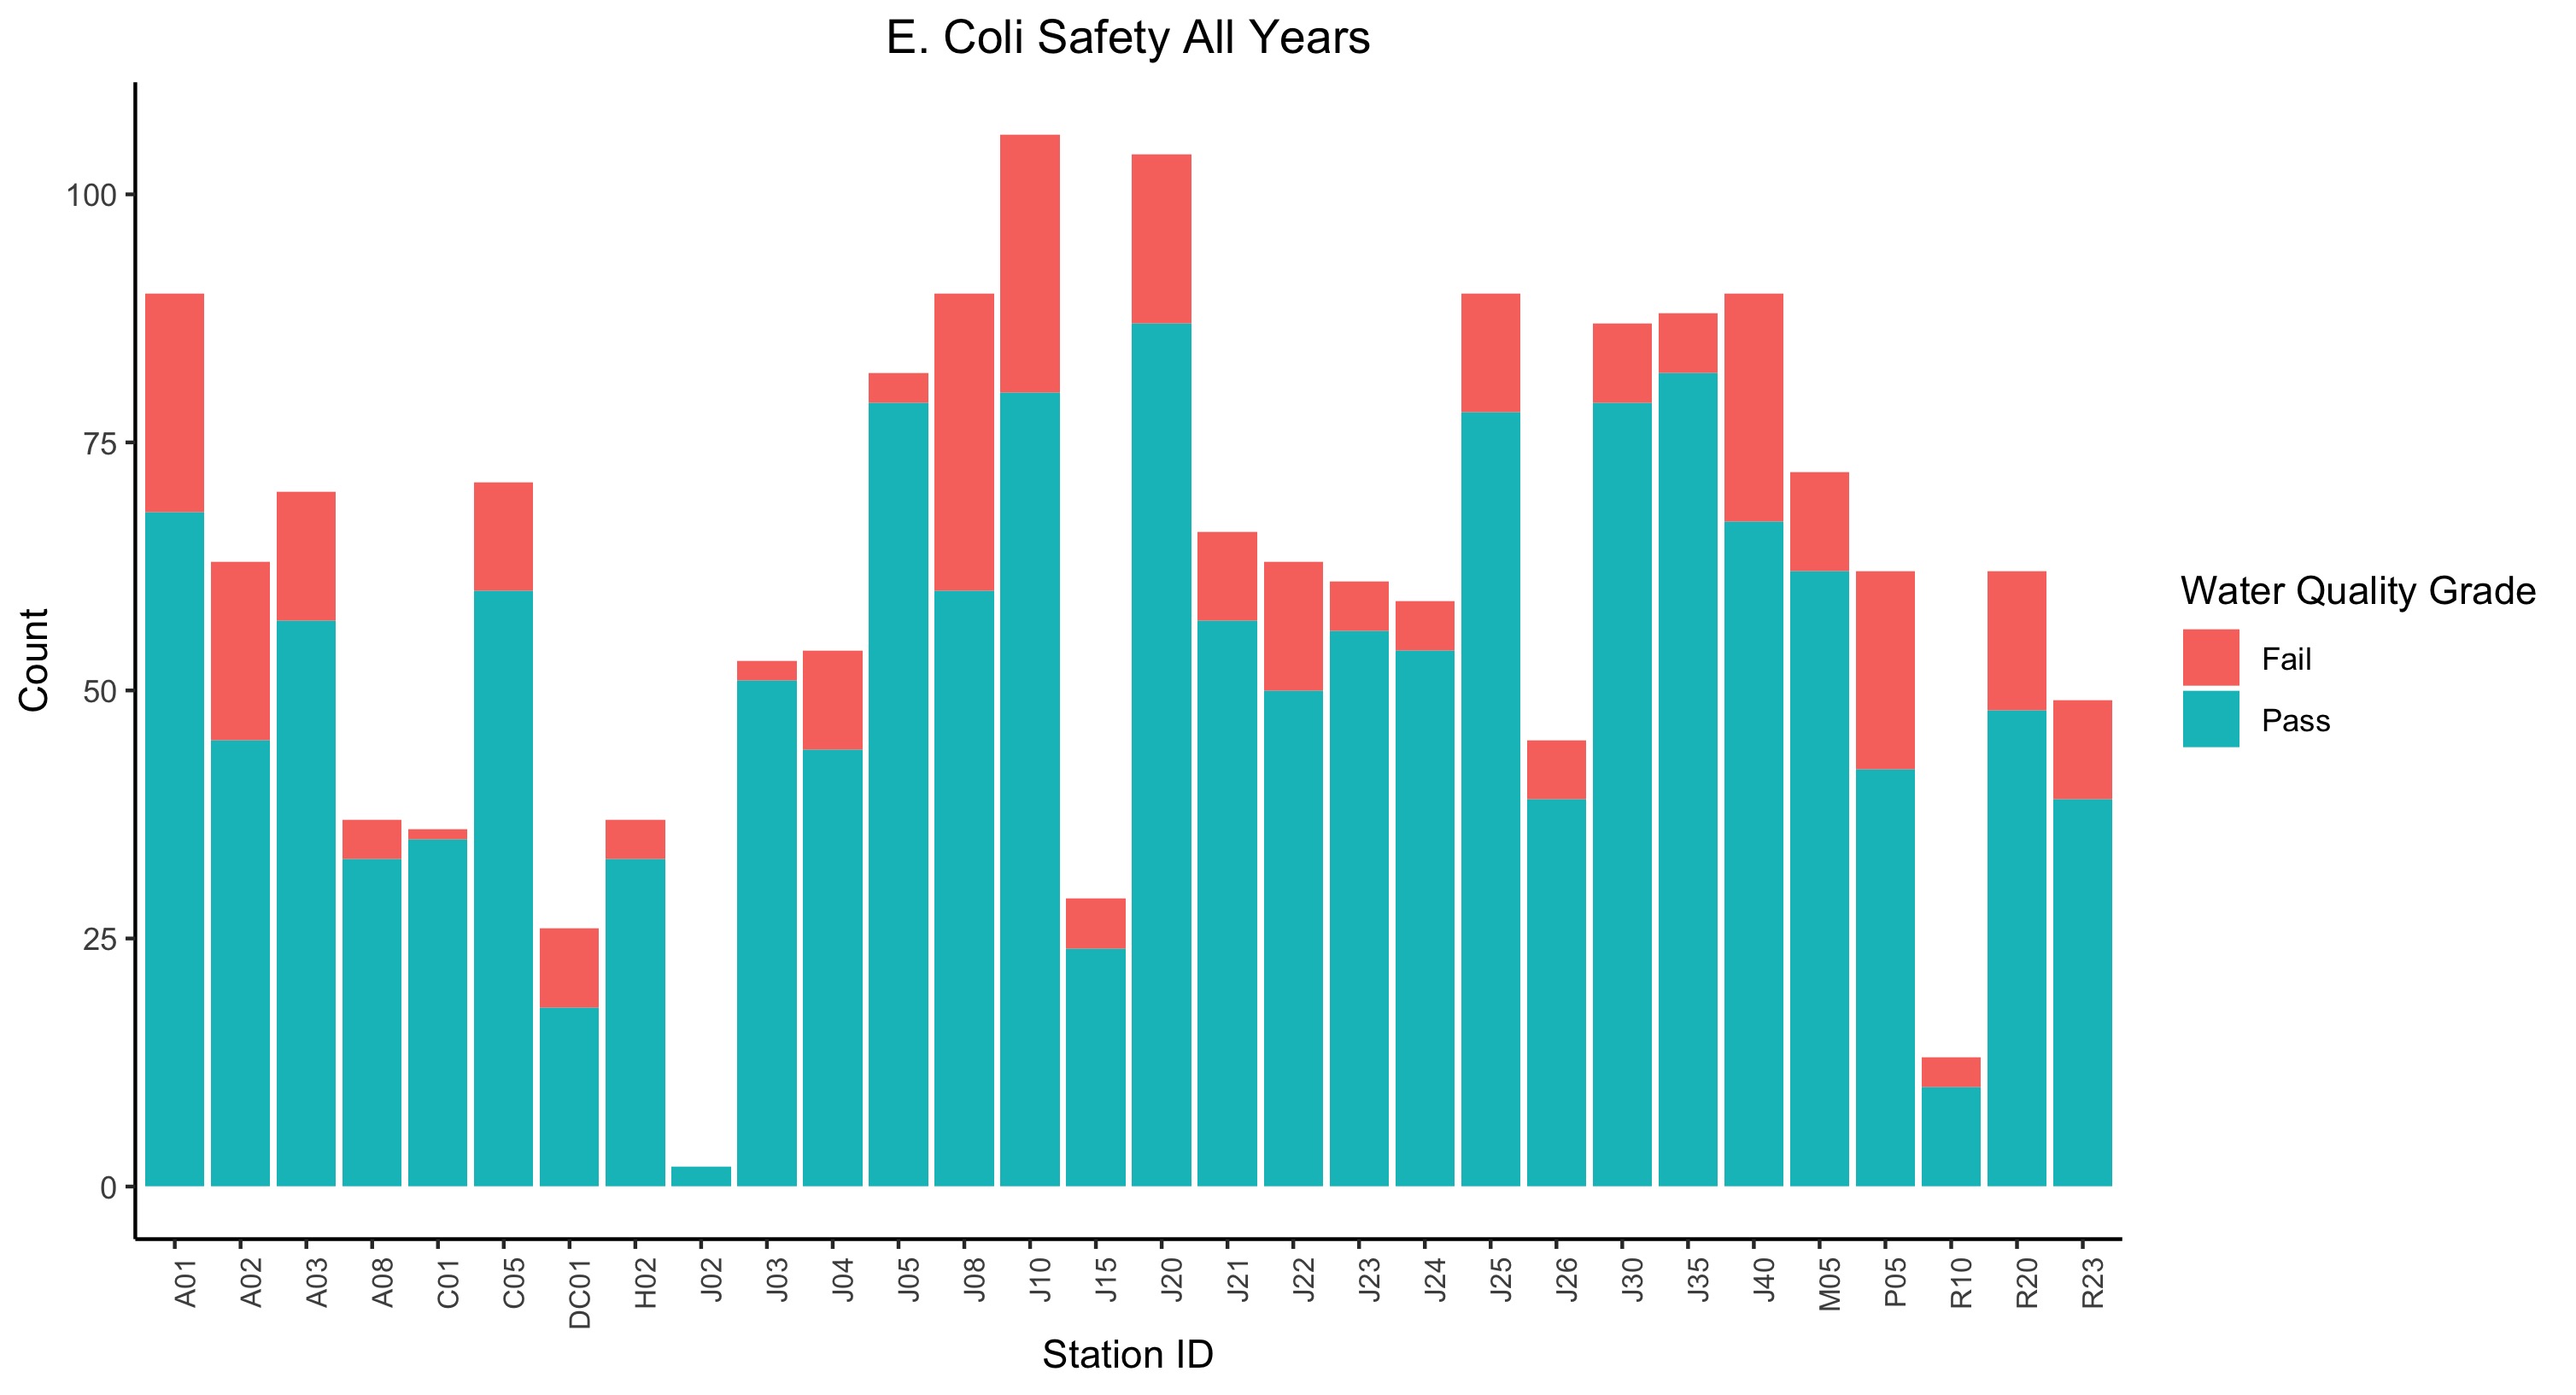 E. Coli Safety All Years
Count
100
75
50
25
0
A01
A02
A03
A08
C01
C05
DC01
H02
J02
J03
J04
J05
J08
J10
J15
J20
J21
J22
J23
J24
J25
J26
J30
J35
J40
M05
P05
R10
R20
R23
Station ID
Water Quality Grade
Fail
Pass